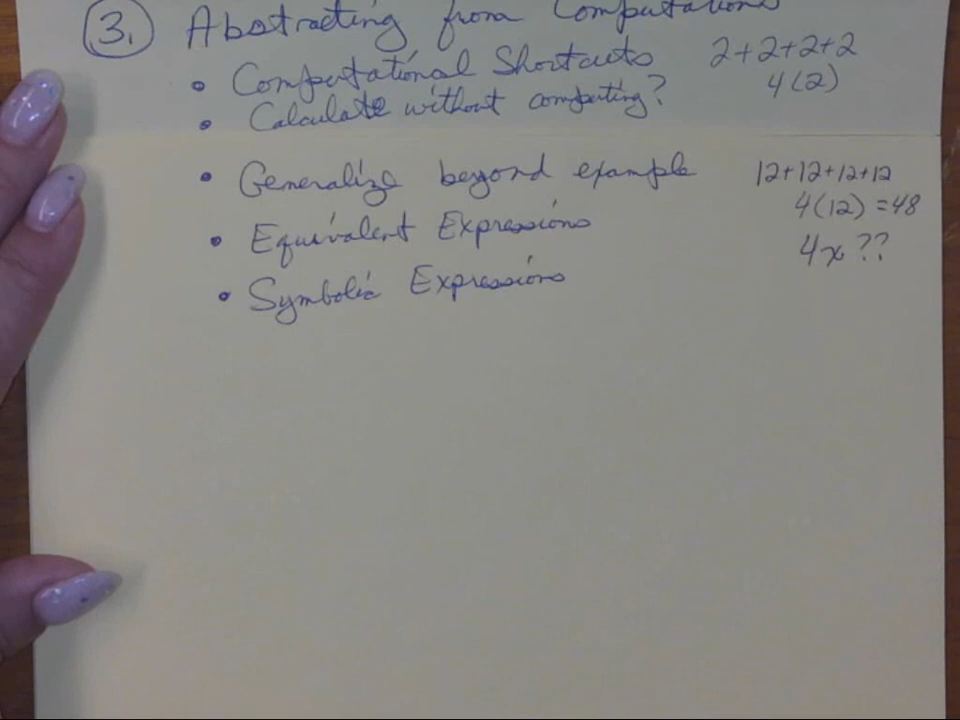 3. Abstracting from Computations
• Computational Shortcuts 2+2+2+2
4(2)
• Calculate without computing?
• Generalize beyond example 12+12+12+12
4(12) = 48
• Equivalent Expressions 4x ??
• Symbolic Expressions